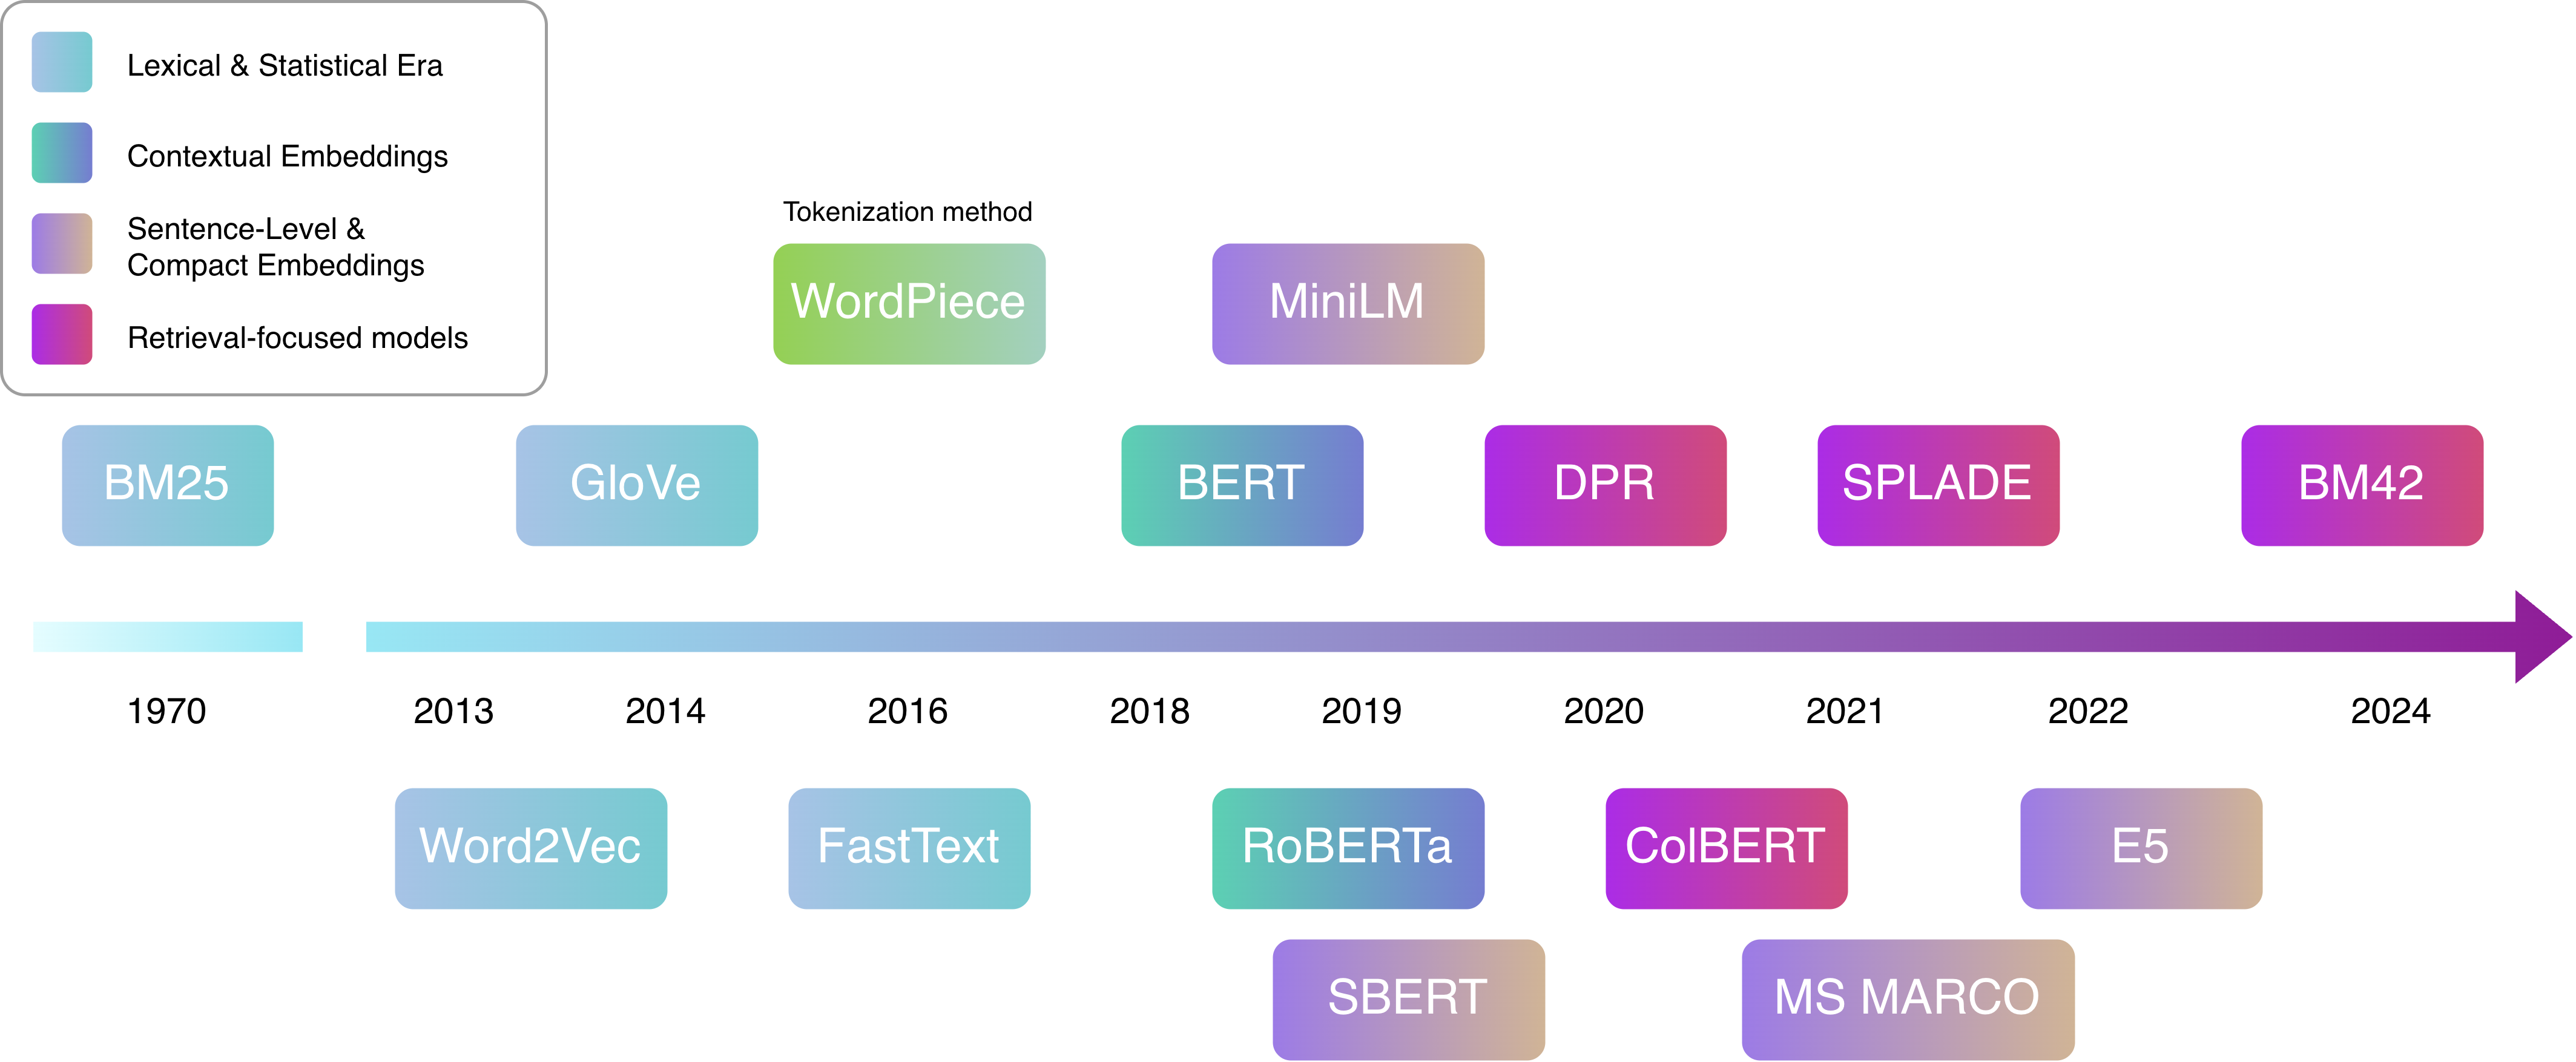 Lexical & Statistical Era
Contextual Embeddings
Sentence-Level &
Compact Embeddings
Retrieval-focused models
Tokenization method
WordPiece
MiniLM
BM25
GloVe
BERT
DPR
SPLADE
BM42
1970
2013
2014
2016
2018
2019
2020
2021
2022
2024
Word2Vec
FastText
RoBERTa
ColBERT
E5
SBERT
MS MARCO